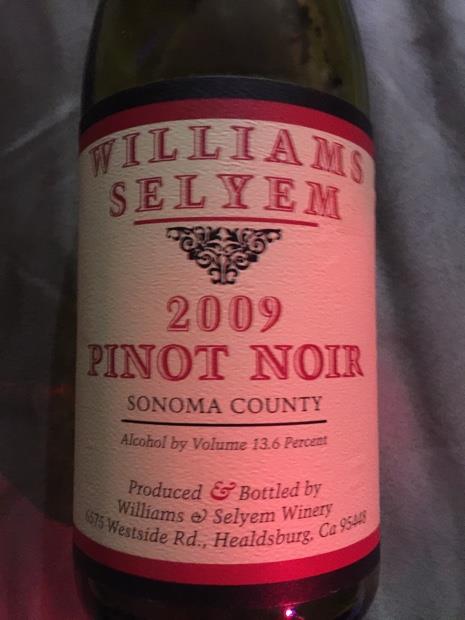 WILLIAMS
SELYEM
2009
PINOT NOIR
SONOMA COUNTY
Alcohol by Volume 13.6 Percent
Produced & Bottled by
Williams & Selyem Winery
6575 Westside Rd., Healdsburg, Ca 95448